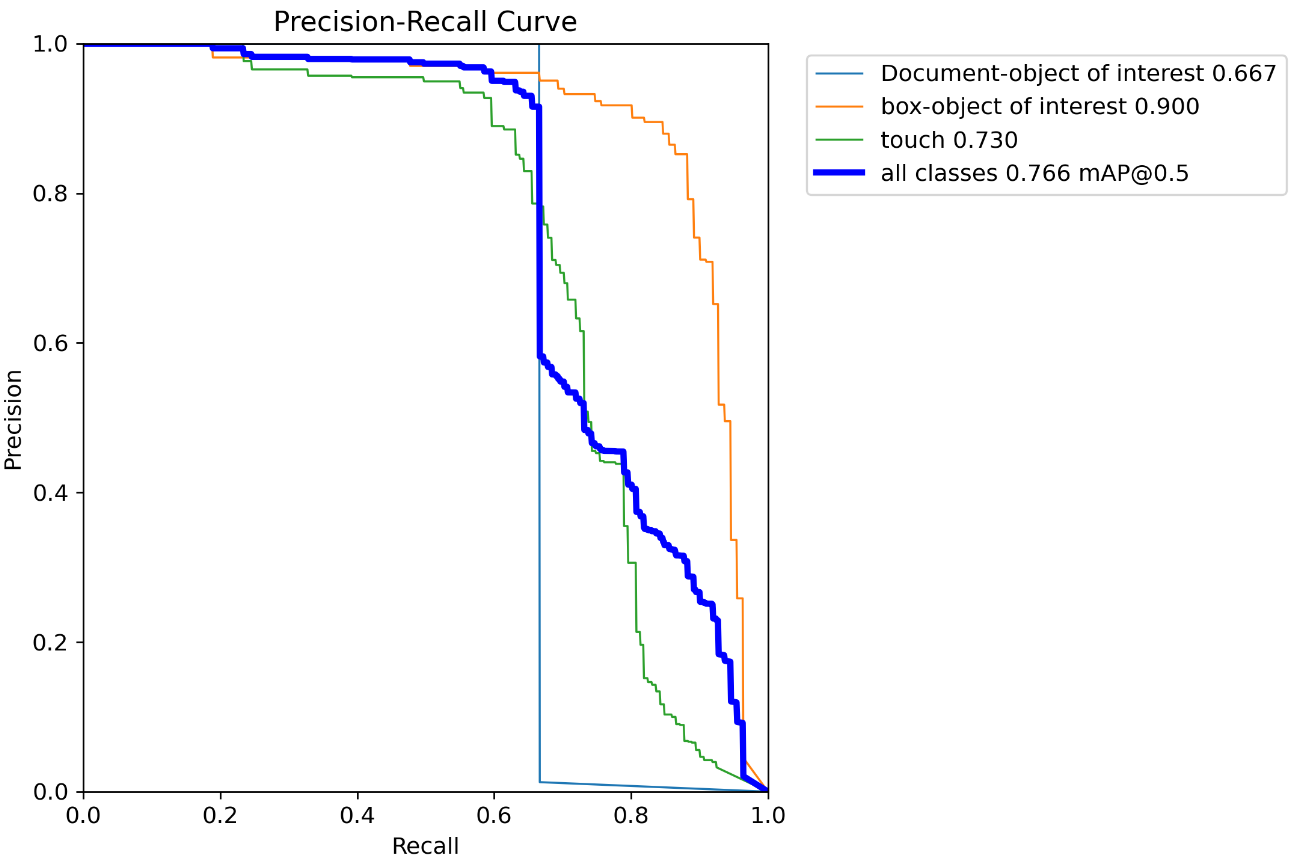 Precision-Recall Curve
1.0
0.8
0.6
0.4
0.2
0.0
Precision
0.0 0.2 0.4 0.6 0.8 1.0
Recall
Document-object of interest 0.667
box-object of interest 0.900
touch 0.730
all classes 0.766 mAP@0.5